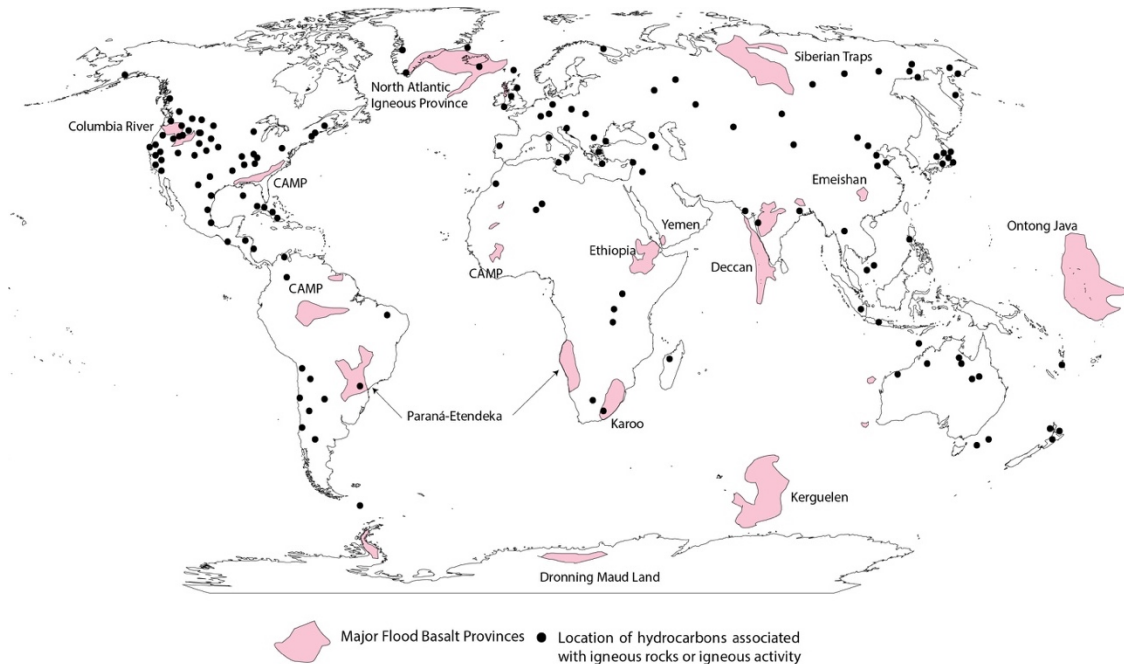 Siberian Traps
North Atlantic
Igneous Province
Columbia River
CAMP
Emeishan
Yemen
Ethiopia
Ontong Java
CAMP
Deccan
CAMP
Paraná-Etendeka
Karoo
Kerguelen
Dronning Maud Land
Major Flood Basalt Provinces
Location of hydrocarbons associated
with igneous rocks or igneous activity